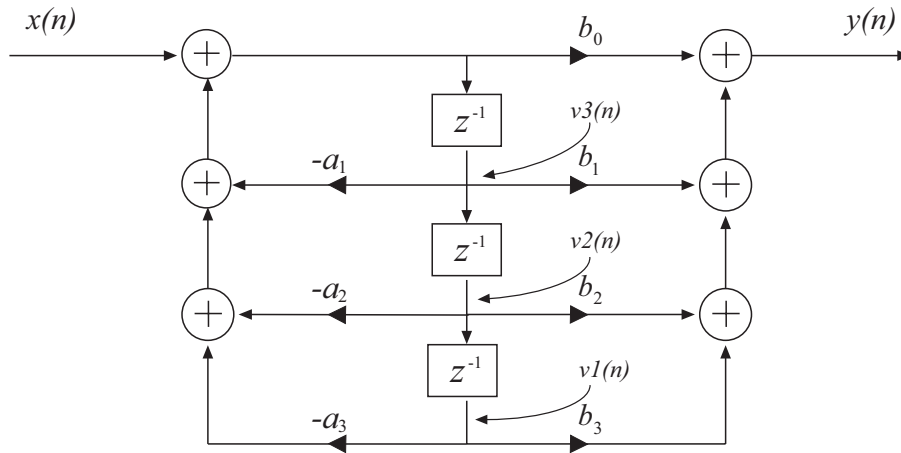 x(n)
b₀
y(n)
+
+
z⁻¹
v3(n)
-a₁
b₁
+
+
z⁻¹
v2(n)
-a₂
b₂
+
+
z⁻¹
v1(n)
-a₃
b₃